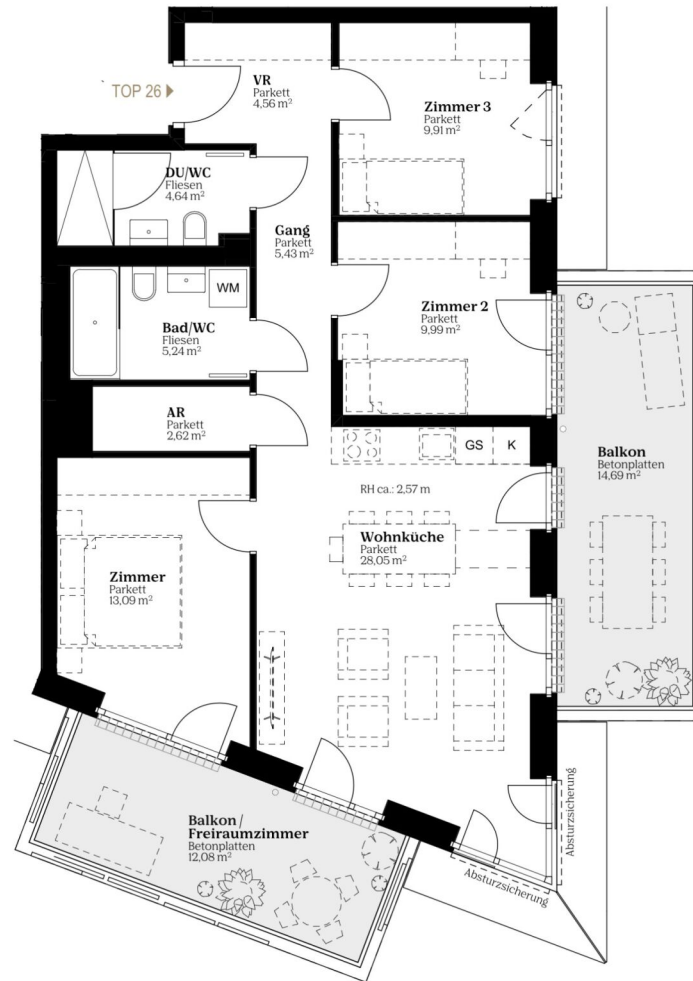 TOP 26
VR
Parkett
4,56 m²
Zimmer 3
Parkett
9,91 m²
DU/WC
Fliesen
4,64 m²
Gang
Parkett
5,43 m²
WM
Zimmer 2
Parkett
9,99 m²
Bad/WC
Fliesen
5,24 m²
AR
Parkett
2,62 m²
GS
K
Balkon
Betonplatten
14,69 m²
RH ca.: 2,57 m
Wohnküche
Parkett
28,05 m²
Zimmer
Parkett
13,09 m²
Balkon /
Freiraumzimmer
Betonplatten
12,08 m²
Absturzsicherung
Absturzsicherung